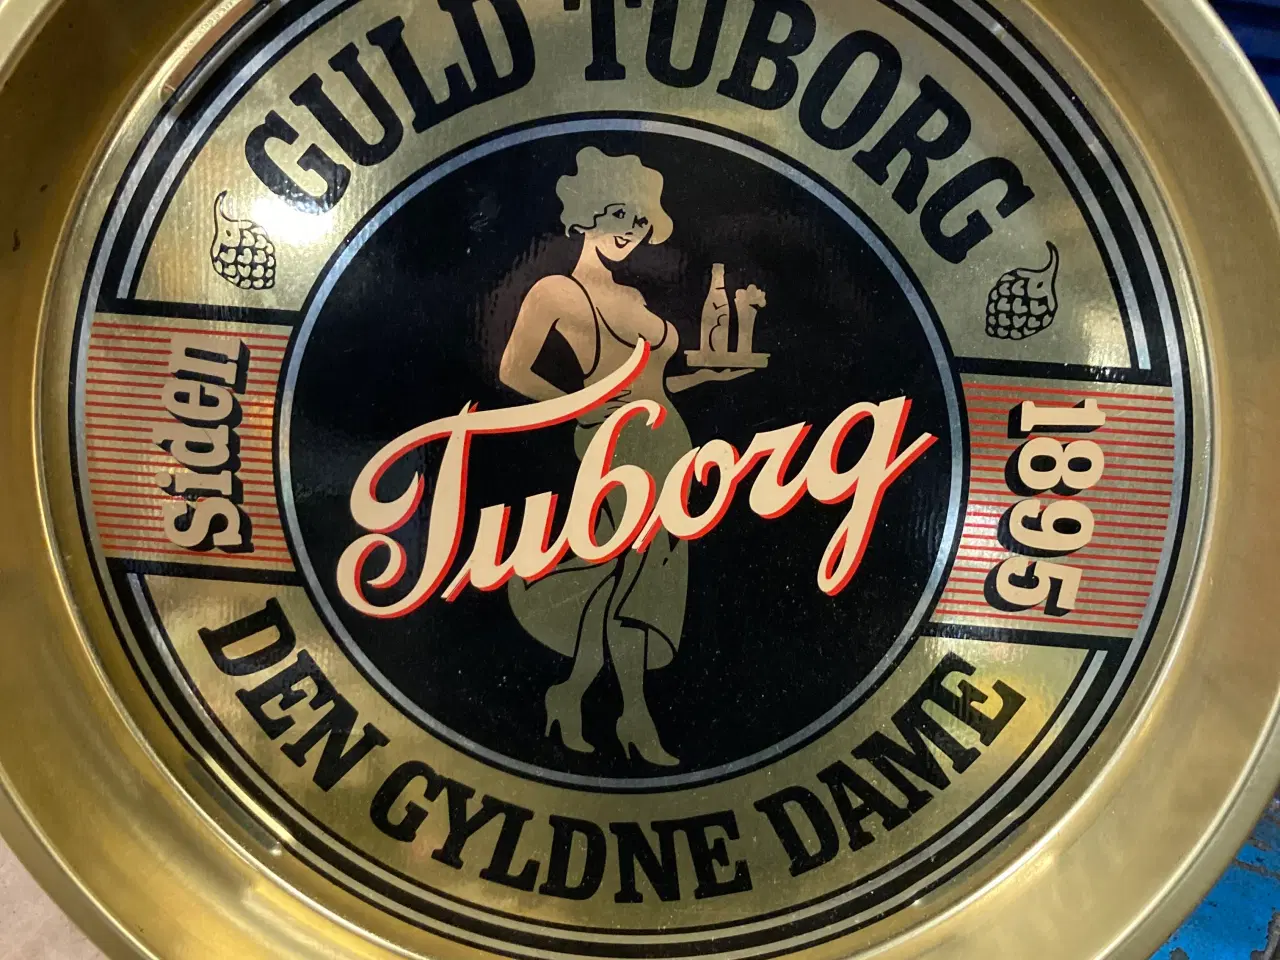 GULD TUBORG
siden
Tuborg
1895
DEN GYLDNE DAME